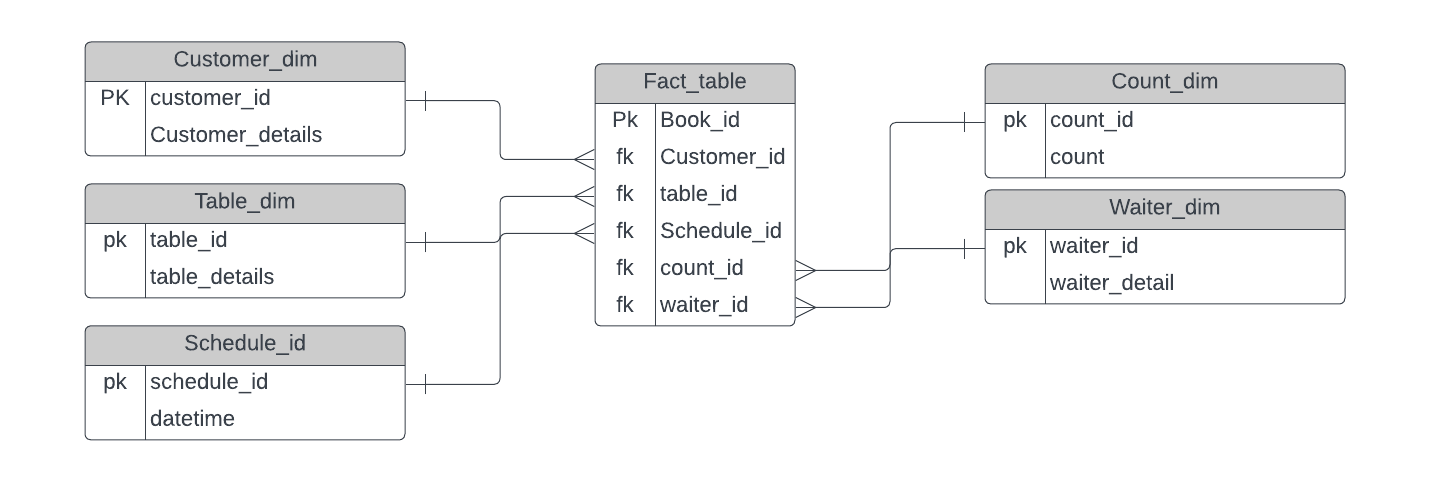 Customer_dim
PK customer_id
Customer_details
Table_dim
pk table_id
table_details
Schedule_id
pk schedule_id
datetime
Fact_table
Pk Book_id
fk Customer_id
fk table_id
fk Schedule_id
fk count_id
fk waiter_id
Count_dim
pk count_id
count
Waiter_dim
pk waiter_id
waiter_detail